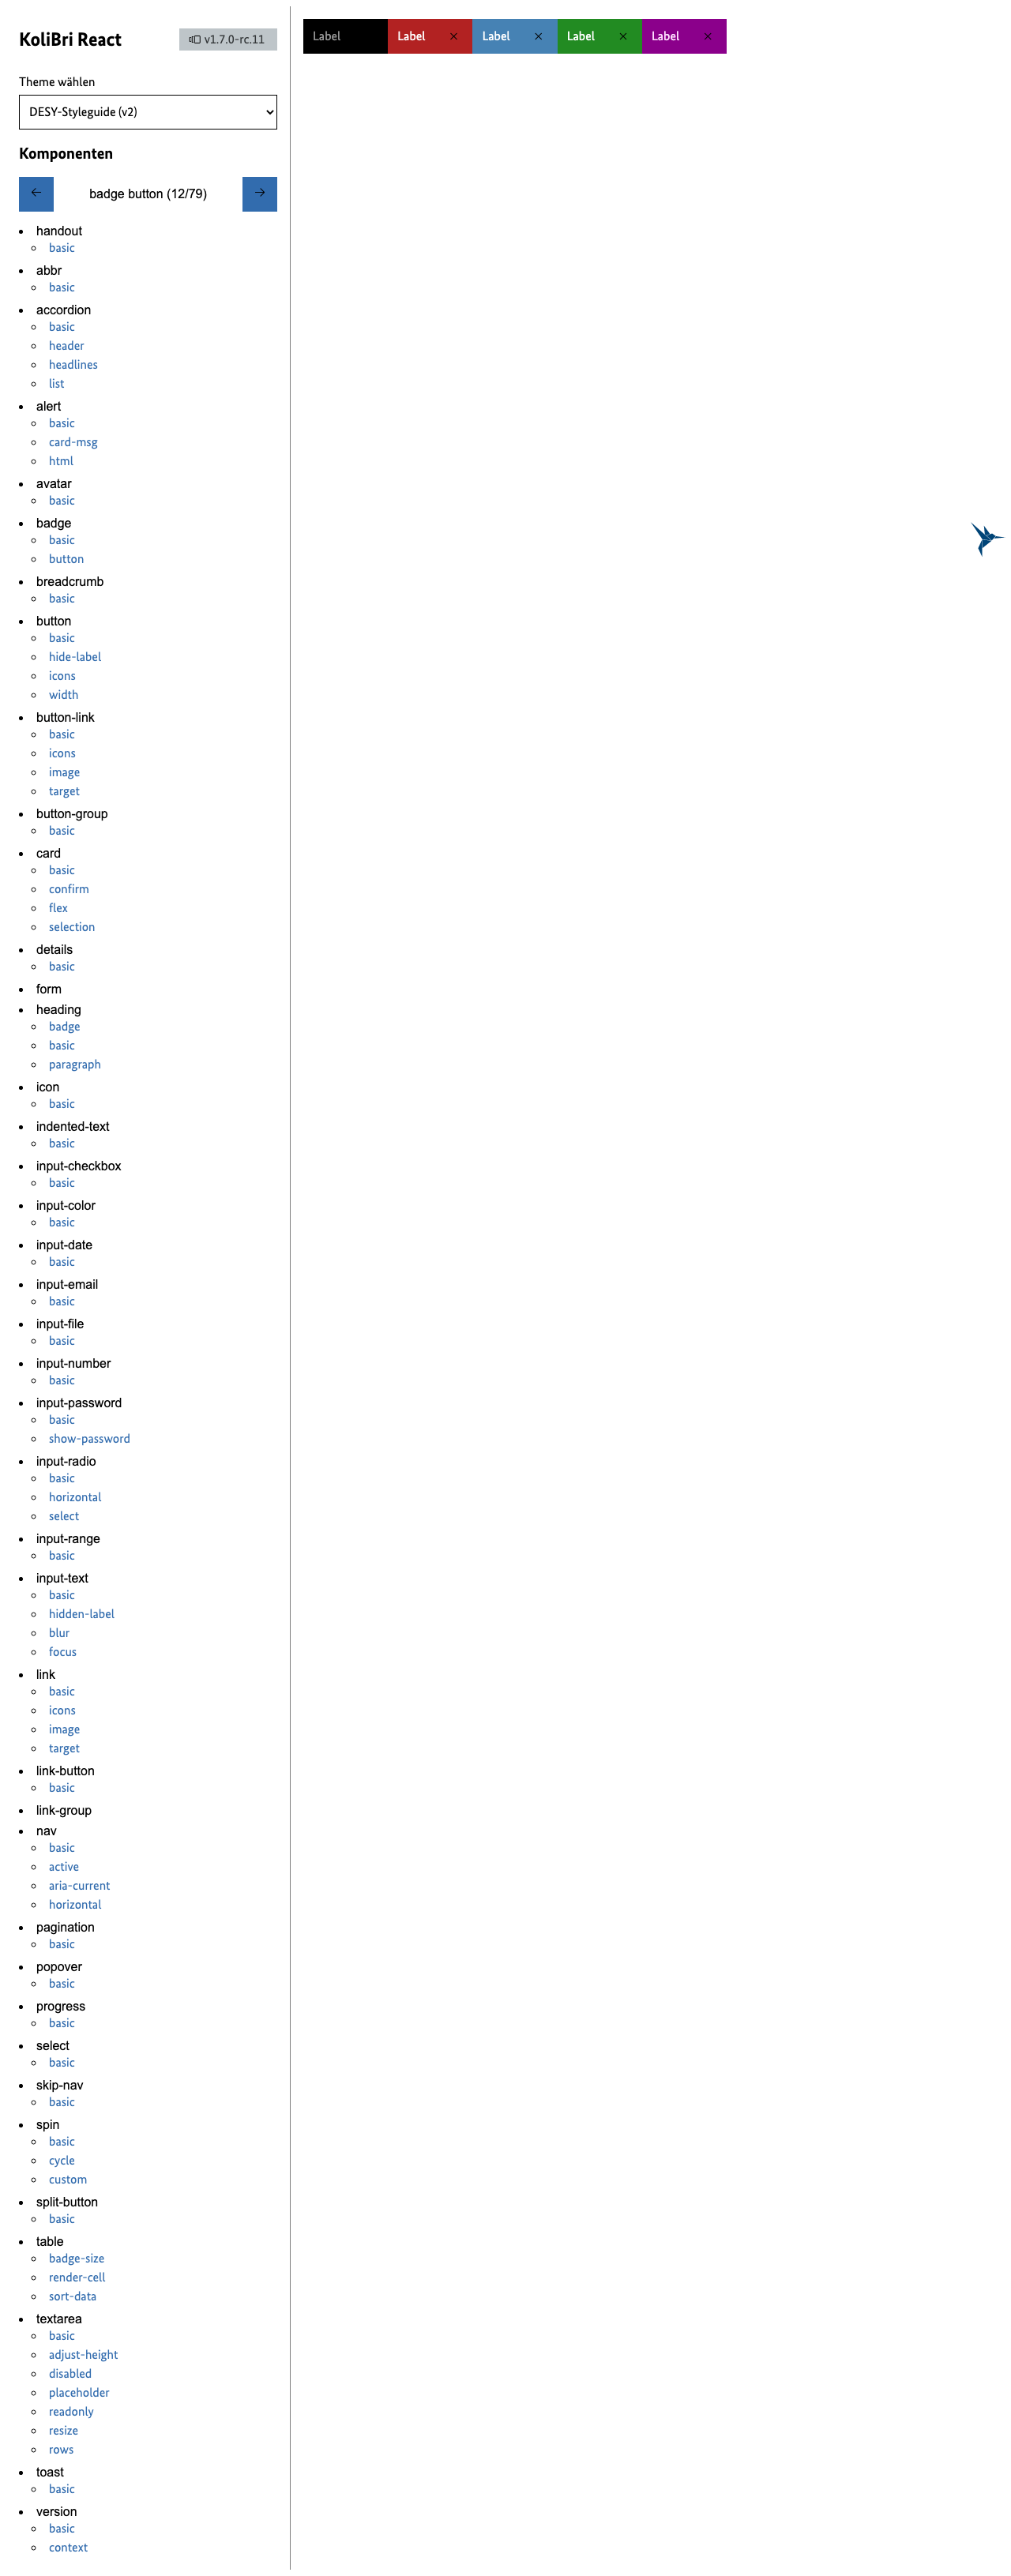 KoliBri React
v1.7.0-rc.11
Theme wählen
DESY-Styleguide (v2)
Komponenten
badge button (12/79)
handout
basic
abbr
basic
accordion
basic
header
headlines
list
alert
basic
card-msg
html
avatar
basic
badge
basic
button
breadcrumb
basic
button
basic
hide-label
icons
width
button-link
basic
icons
image
target
button-group
basic
card
basic
confirm
flex
selection
details
basic
form
heading
badge
basic
paragraph
icon
basic
indented-text
basic
input-checkbox
basic
input-color
basic
input-date
basic
input-email
basic
input-file
basic
input-number
basic
input-password
basic
show-password
input-radio
basic
horizontal
select
input-range
basic
input-text
basic
hidden-label
blur
focus
link
basic
icons
image
target
link-button
basic
link-group
nav
basic
active
aria-current
horizontal
pagination
basic
popover
basic
progress
basic
select
basic
skip-nav
basic
spin
basic
cycle
custom
split-button
basic
table
badge-size
render-cell
sort-data
textarea
basic
adjust-height
disabled
placeholder
readonly
resize
rows
toast
basic
version
basic
context
Label Label Label Label Label